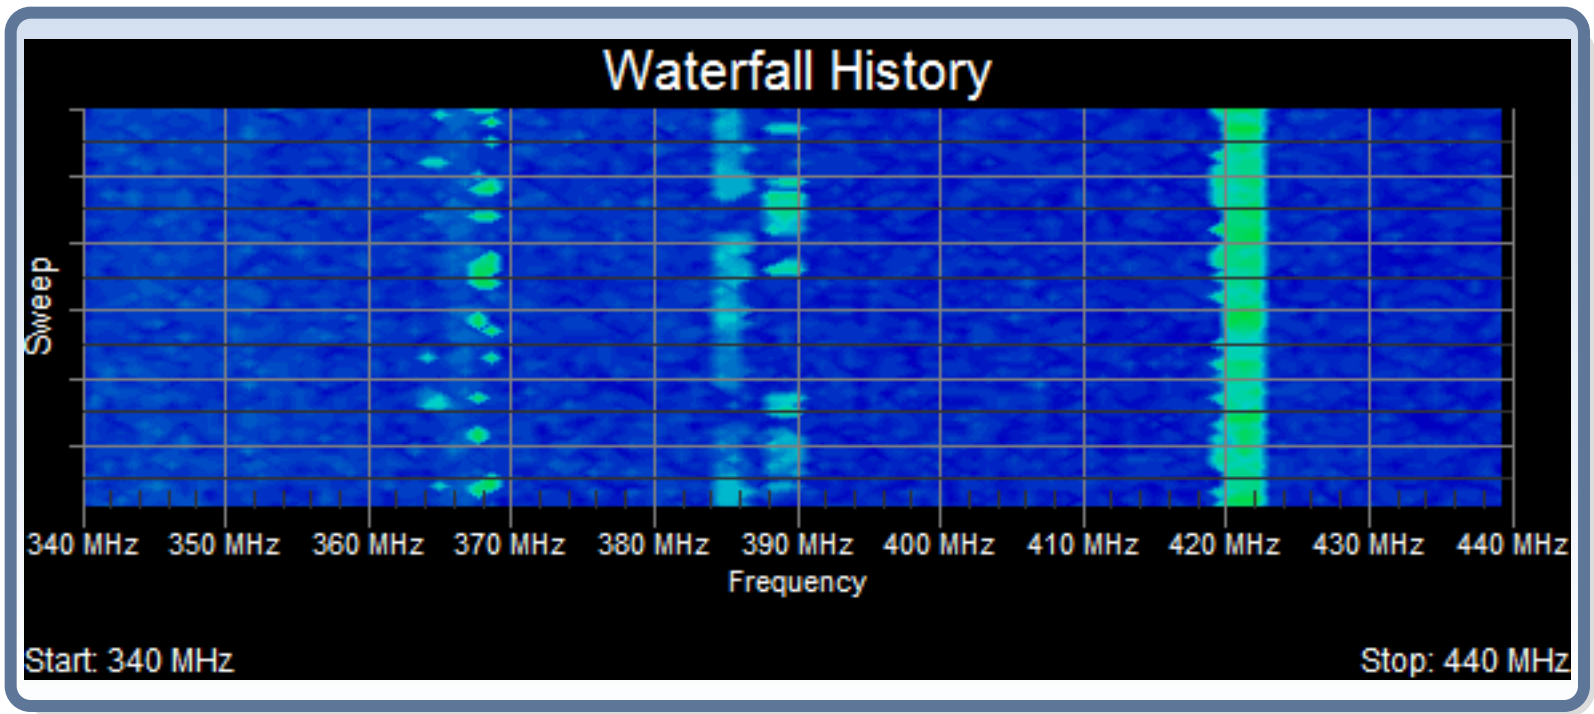 Waterfall History
Sweep
340 MHz 350 MHz 360 MHz 370 MHz 380 MHz 390 MHz 400 MHz 410 MHz 420 MHz 430 MHz 440 MHz
Frequency
Start: 340 MHz
Stop: 440 MHz